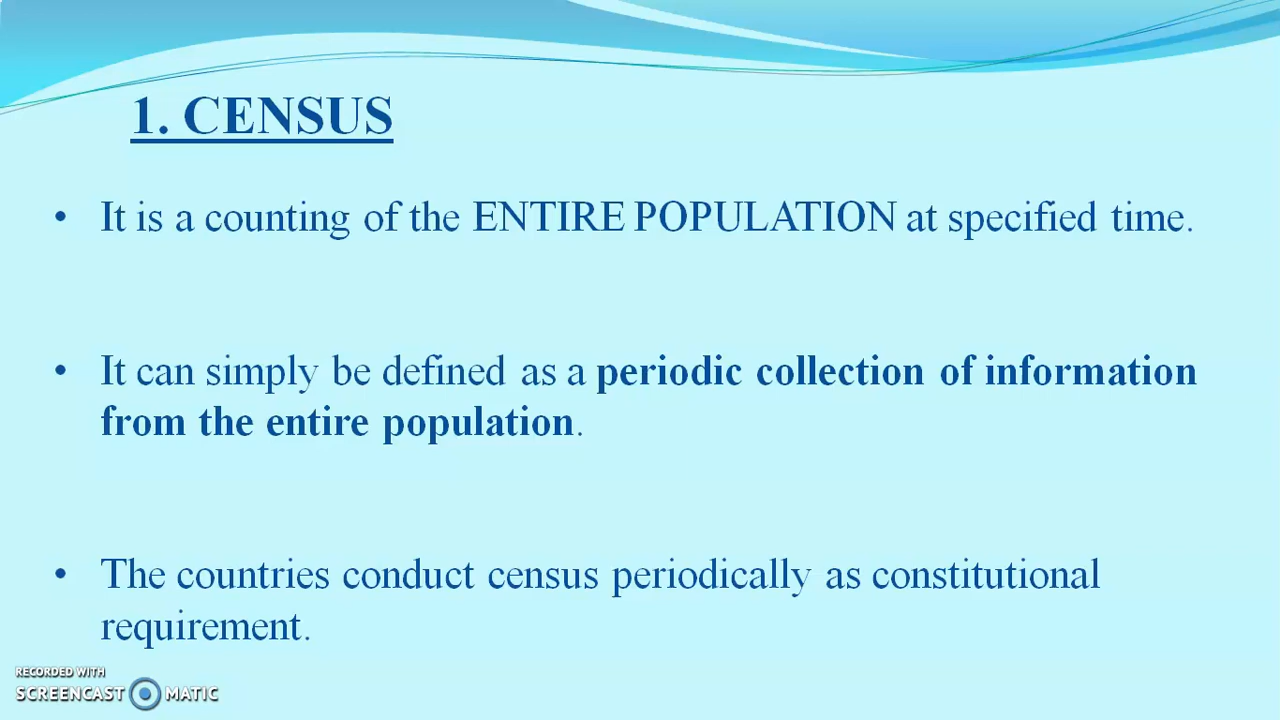 1. CENSUS
• It is a counting of the ENTIRE POPULATION at specified time.
• It can simply be defined as a periodic collection of information
from the entire population.
• The countries conduct census periodically as constitutional
requirement.
RECORDED WITH
SCREENCAST MATIC